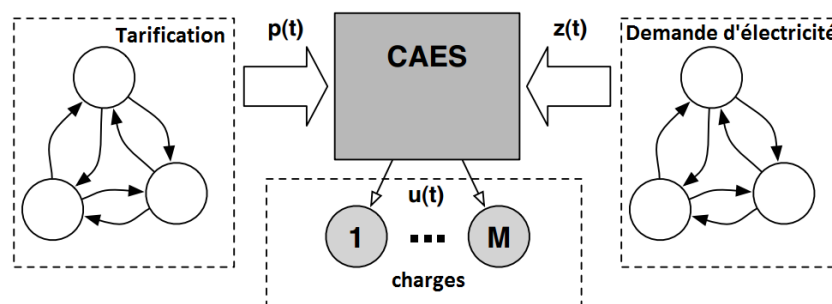 Tarification
p(t)
CAES
z(t)
Demande d'électricité
u(t)
1
...
M
charges